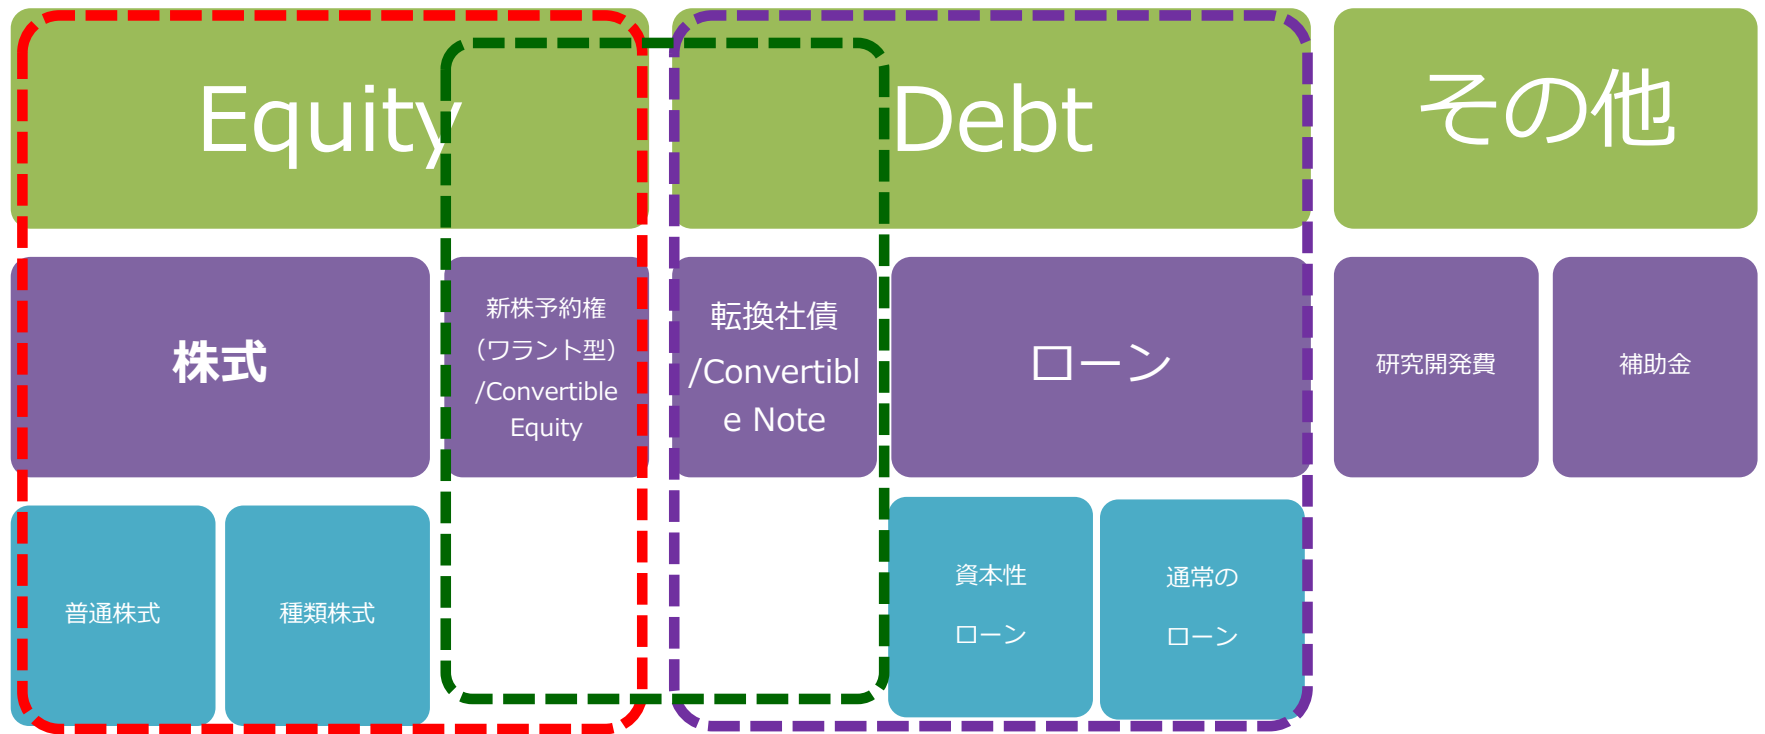 Equity
Debt
その他
株式
新株予約権
（ワラント型）
/Convertible
Equity
転換社債
/Convertibl
e Note
ローン
研究開発費
補助金
普通株式
種類株式
資本性
ローン
通常の
ローン